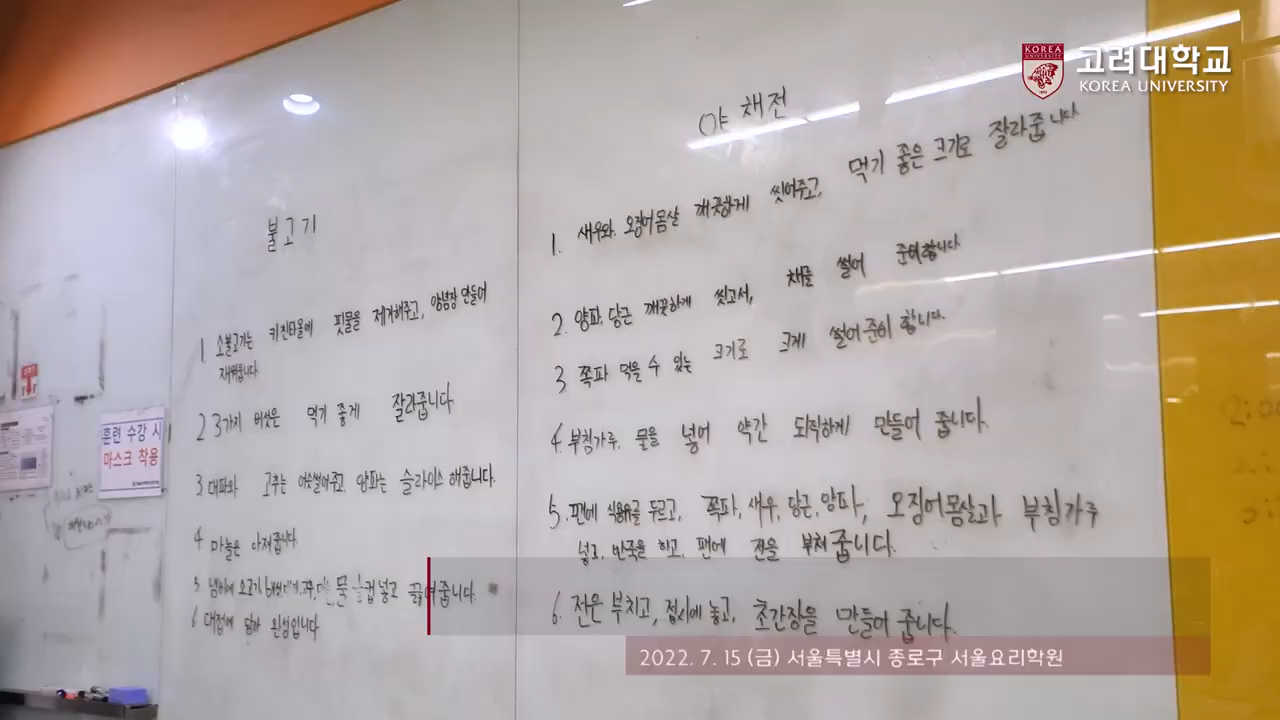 KOREA
UNIVERSITY
고려대학교
KOREA UNIVERSITY
불고기
1 소불고기는 키친타올에 핏물을 제거해주고, 양념장 만들어
재워줍니다.
2 3가지 버섯은 먹기 좋게 잘라줍니다
3 대파와 고추는 어슷썰어주고, 양파는 슬라이스 해줍니다.
4 마늘은 다져줍니다.
5 냄비에 소고기, 물 컵 넣고 끓여줍니다.
6 대접에 담아 완성입니다
야채전
1. 새우와, 오징어몸살 깨끗하게 씻어주고, 먹기 좋은 크기로 잘라줍니다
2. 양파, 당근 깨끗하게 씻고서, 채를 썰어 준비합니다.
3 쪽파 먹을 수 있는 크기로 크게 썰어 준비 합니다.
4. 부침가루, 물을 넣어 약간 되직하게 만들어 줍니다.
5. 팬에 식용유를 두르고, 쪽파, 새우, 당근, 양파, 오징어몸살과 부침가루
넣고, 반죽을 하고, 팬에 전을 부쳐줍니다.
6. 전은 부치고, 접시에 놓고, 초간장을 만들어 줍니다.
훈련 수강 시
마스크 착용
2022. 7. 15 (금) 서울특별시 종로구 서울요리학원